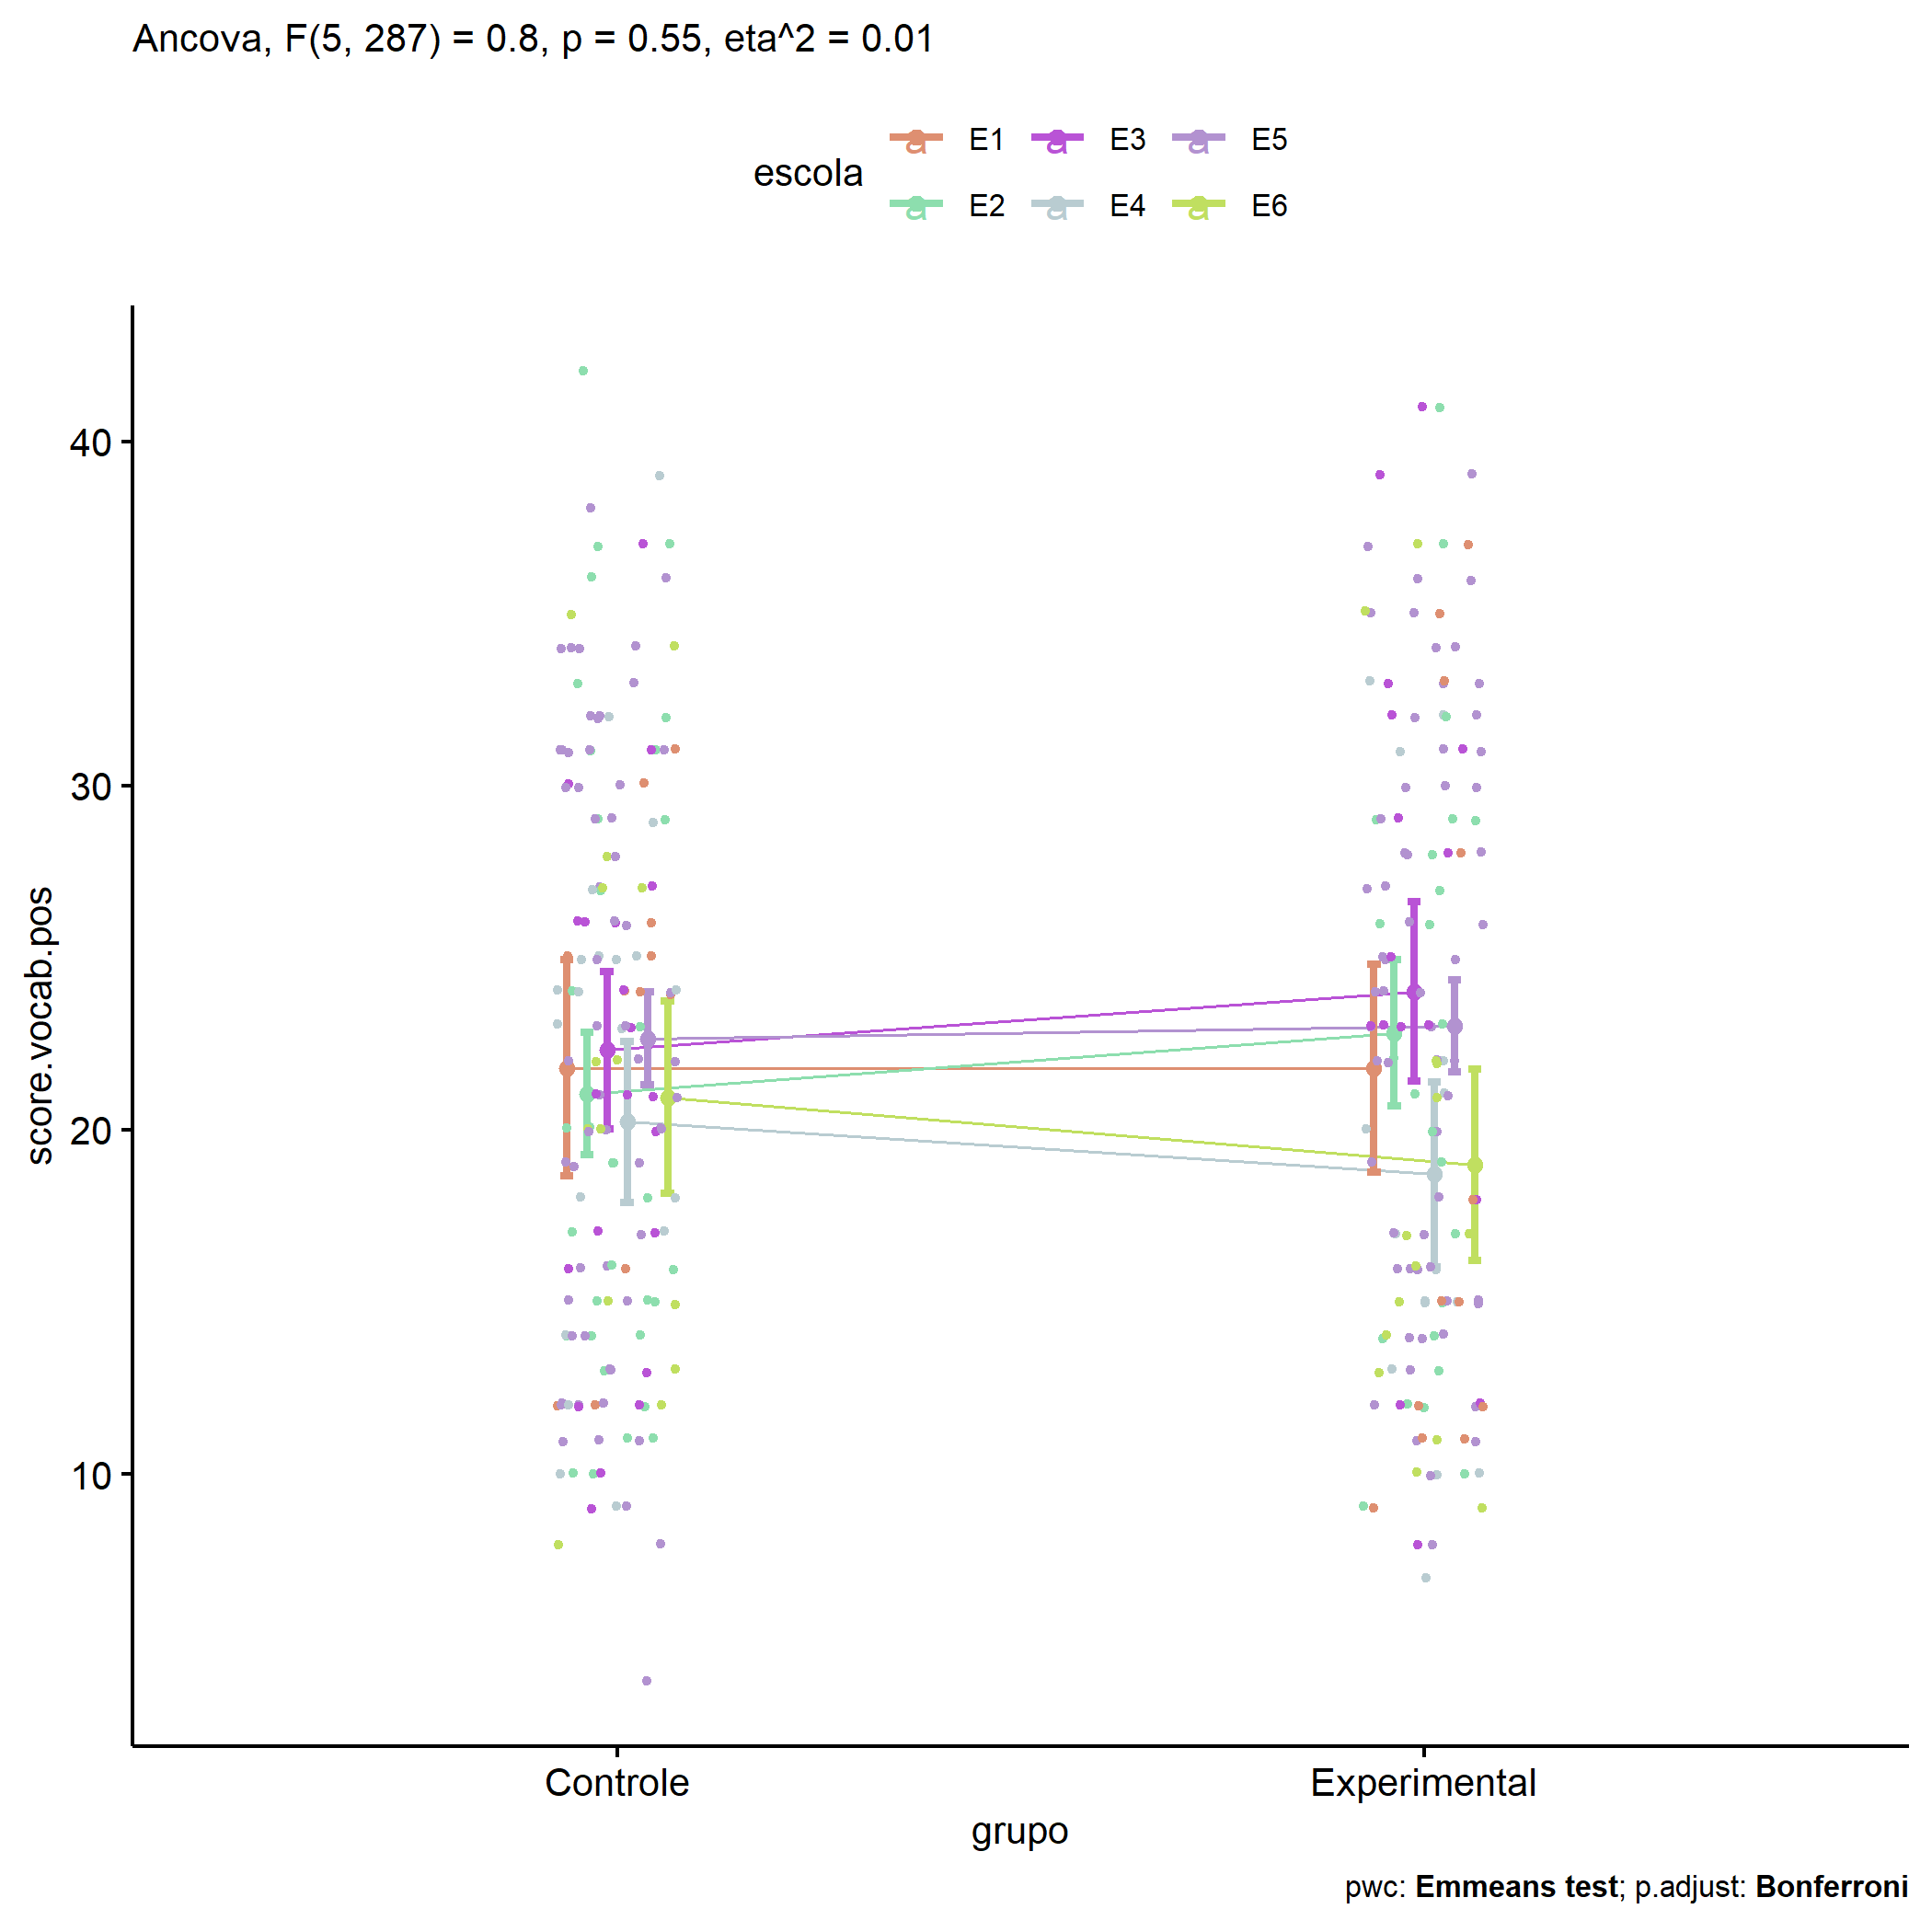 Ancova, F(5, 287) = 0.8, p = 0.55, eta^2 = 0.01
escola
a E1 a E3 a E5
a E2 a E4 a E6
score.vocab.pos
40
30
20
10
Controle Experimental
grupo
pwc: Emmeans test; p.adjust: Bonferroni